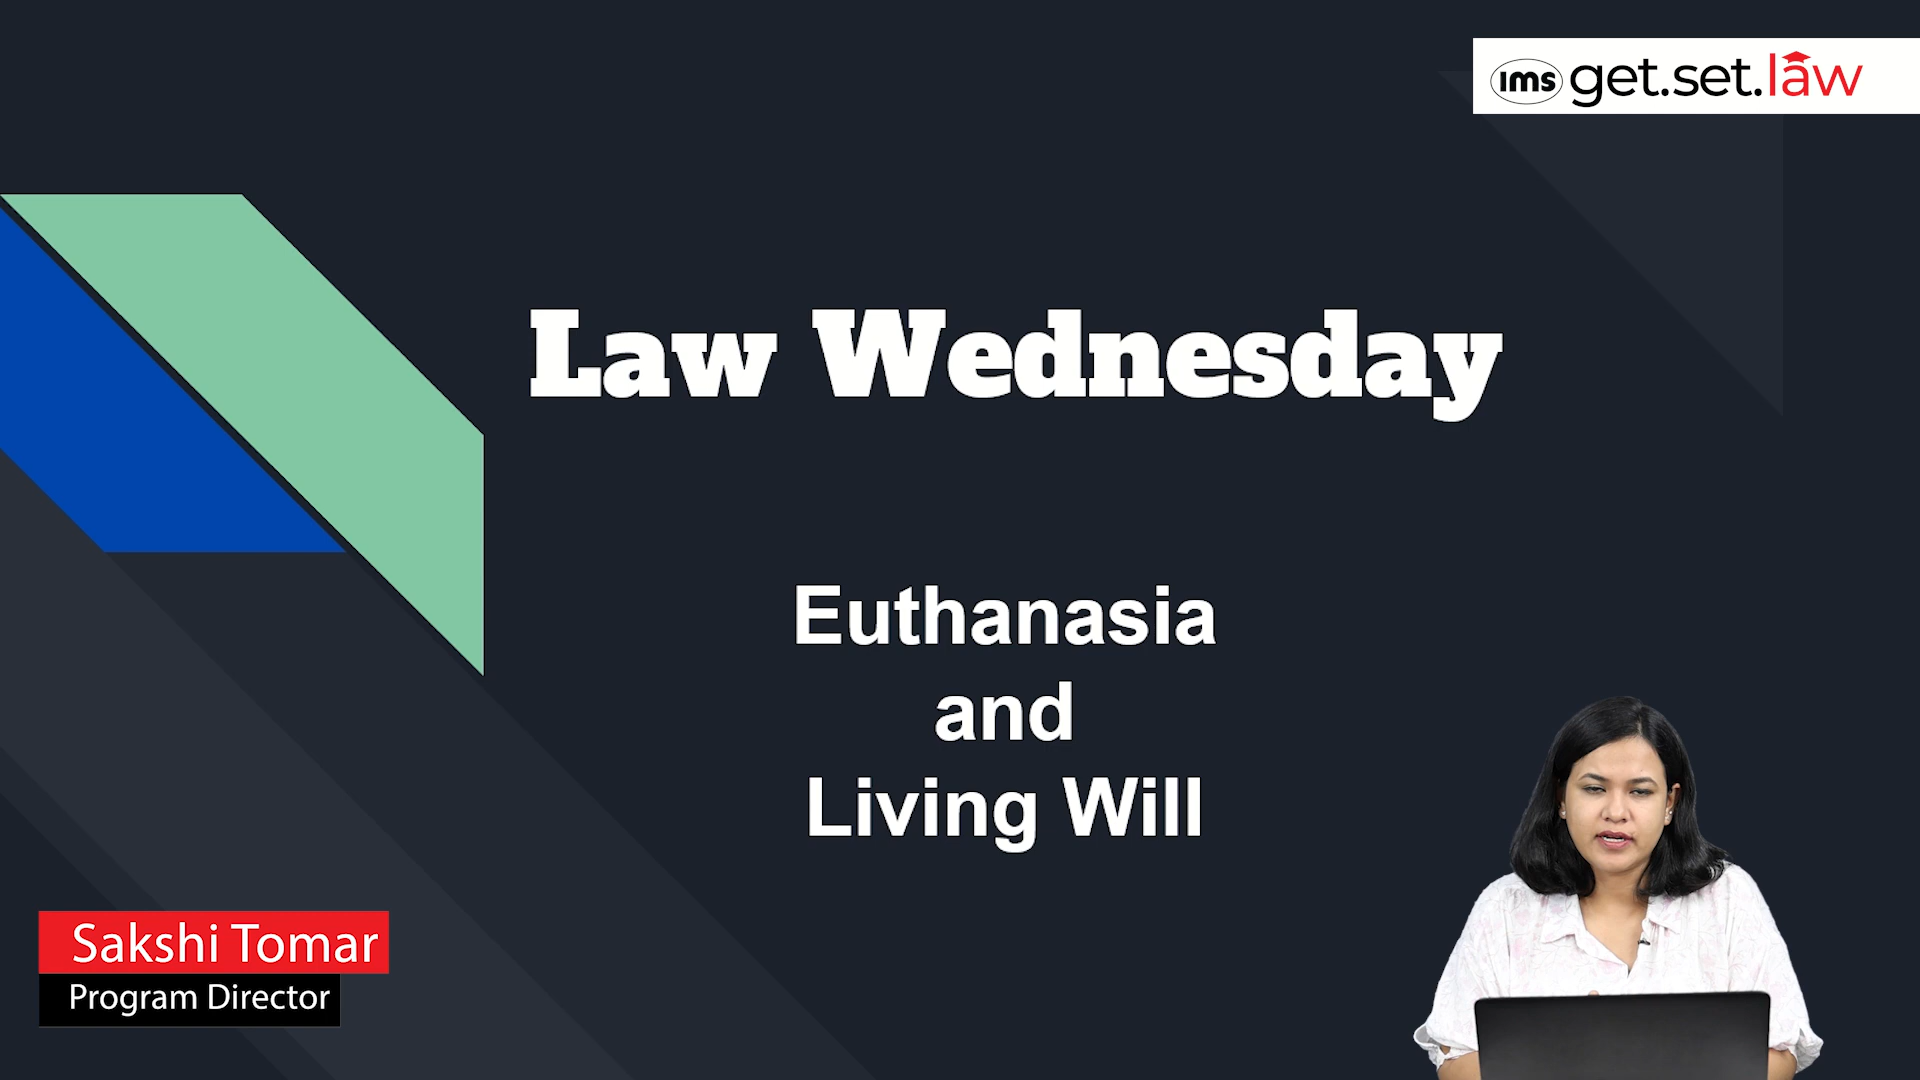 ims get.set.law
Law Wednesday
Euthanasia
and
Living Will
Sakshi Tomar
Program Director